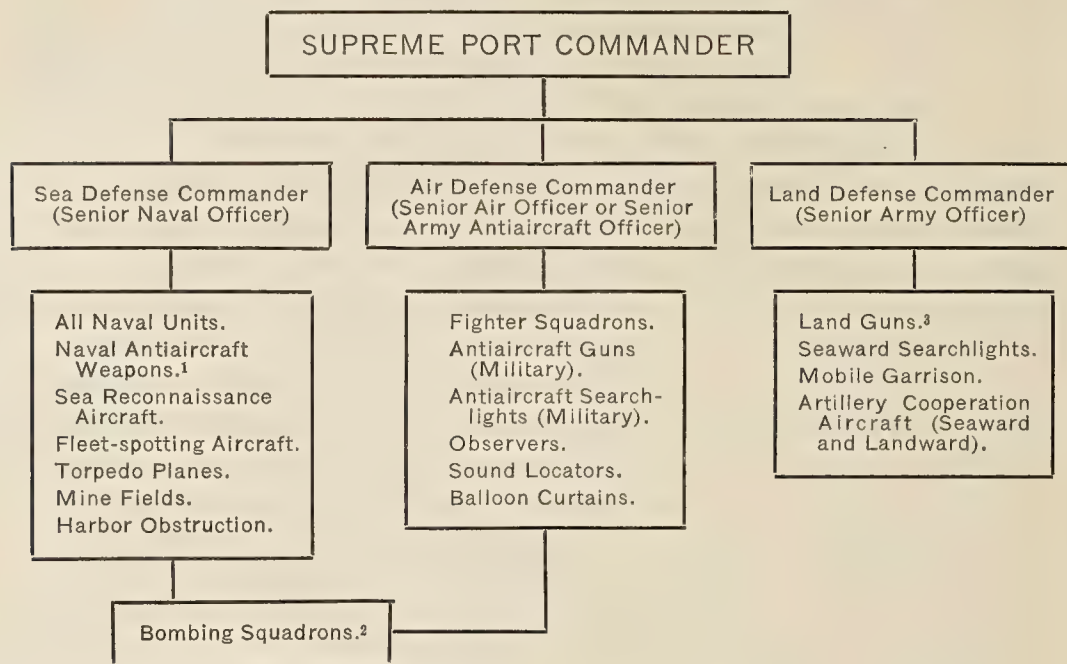 SUPREME PORT COMMANDER
Sea Defense Commander
(Senior Naval Officer)
Air Defense Commander
(Senior Air Officer or Senior
Army Antiaircraft Officer)
Land Defense Commander
(Senior Army Officer)
All Naval Units.
Naval Antiaircraft
Weapons.¹
Sea Reconnaissance
Aircraft.
Fleet-spotting Aircraft.
Torpedo Planes.
Mine Fields.
Harbor Obstruction.
Fighter Squadrons.
Antiaircraft Guns
(Military).
Antiaircraft Search-
lights (Military).
Observers.
Sound Locators.
Balloon Curtains.
Land Guns.³
Seaward Searchlights.
Mobile Garrison.
Artillery Cooperation
Aircraft (Seaward
and Landward).
Bombing Squadrons.²